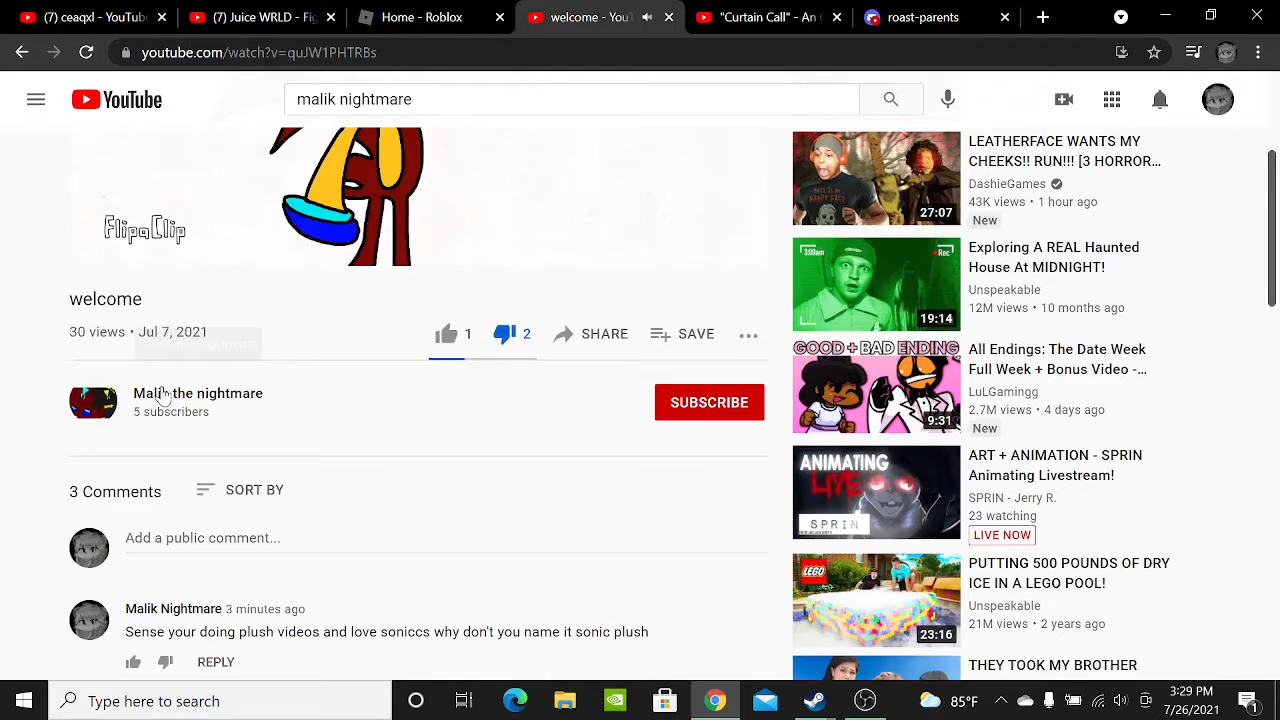 (7) ceaqxl - YouTube
(7) Juice WRLD - Fig
Home - Roblox
welcome - YouT
"Curtain Call" - An O
roast-parents
youtube.com/watch?v=quJW1PHTRBs
YouTube
malik nightmare
FlipaClip
welcome
30 views • Jul 7, 2021
1
2
SHARE
SAVE
Malik the nightmare
5 subscribers
SUBSCRIBE
3 Comments
SORT BY
Add a public comment...
Malik Nightmare 3 minutes ago
Sense your doing plush videos and love soniccs why don't you name it sonic plush
REPLY
LEATHERFACE WANTS MY
CHEEKS!! RUN!!! [3 HORROR...
DashieGames
43K views • 1 hour ago
New
27:07
3:00am
Rec
Exploring A REAL Haunted
House At MIDNIGHT!
Unspeakable
12M views • 10 months ago
19:14
GOOD + BAD ENDING
All Endings: The Date Week
Full Week + Bonus Video -...
LuLGamingg
2.7M views • 4 days ago
New
9:31
ANIMATING
LIVE
SPRIN
ART + ANIMATION - SPRIN
Animating Livestream!
SPRIN - Jerry R.
23 watching
LIVE NOW
LEGO
PUTTING 500 POUNDS OF DRY
ICE IN A LEGO POOL!
Unspeakable
21M views • 2 years ago
23:16
THEY TOOK MY BROTHER
Type here to search
85°F
3:29 PM
7/26/2021
1